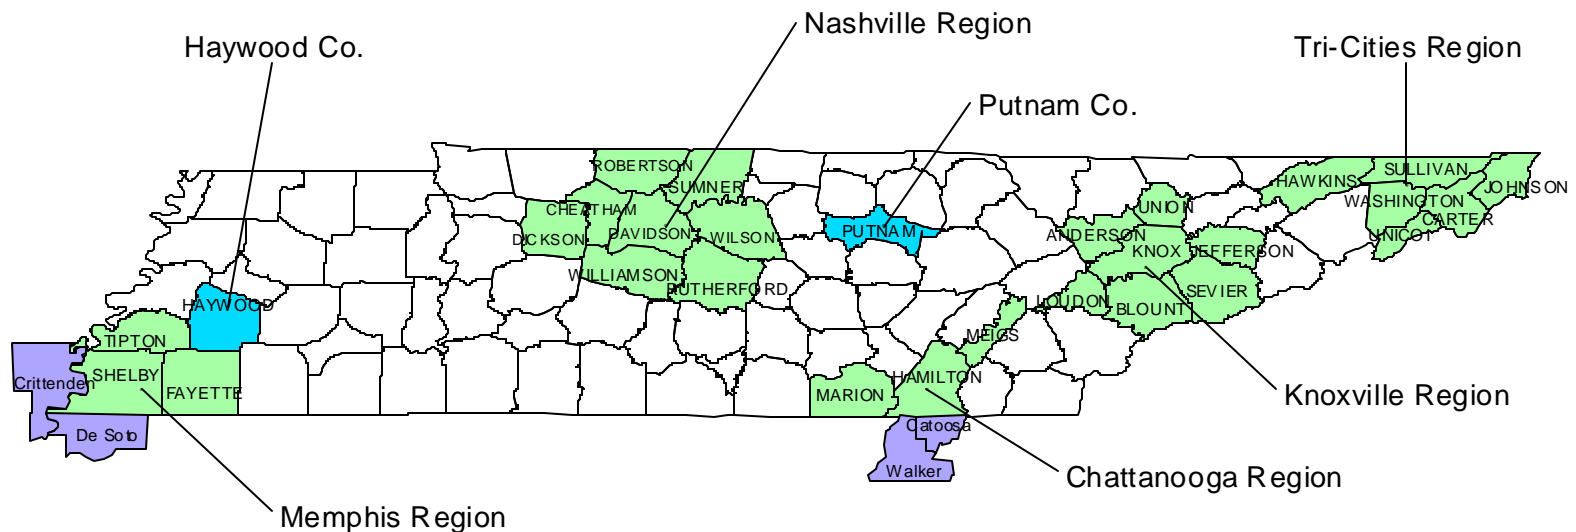 Nashville Region
Haywood Co.
Tri-Cities Region
Putnam Co.
ROBERTSON
SUMNER
CHEATHAM
DICKSON
DAVIDSON
WILSON
WILLIAMSON
RUTHERFORD
PUTNAM
HAWKINS
SULLIVAN
JOHNSON
WASHINGTON
CARTER
UNICOI
UNION
ANDERSON
KNOX
JEFFERSON
SEVIER
LOUDON
BLOUNT
MEIGS
HAYWOOD
TIPTON
SHELBY
FAYETTE
Crittenden
De Soto
MARION
HAMILTON
Catoosa
Walker
Knoxville Region
Chattanooga Region
Memphis Region